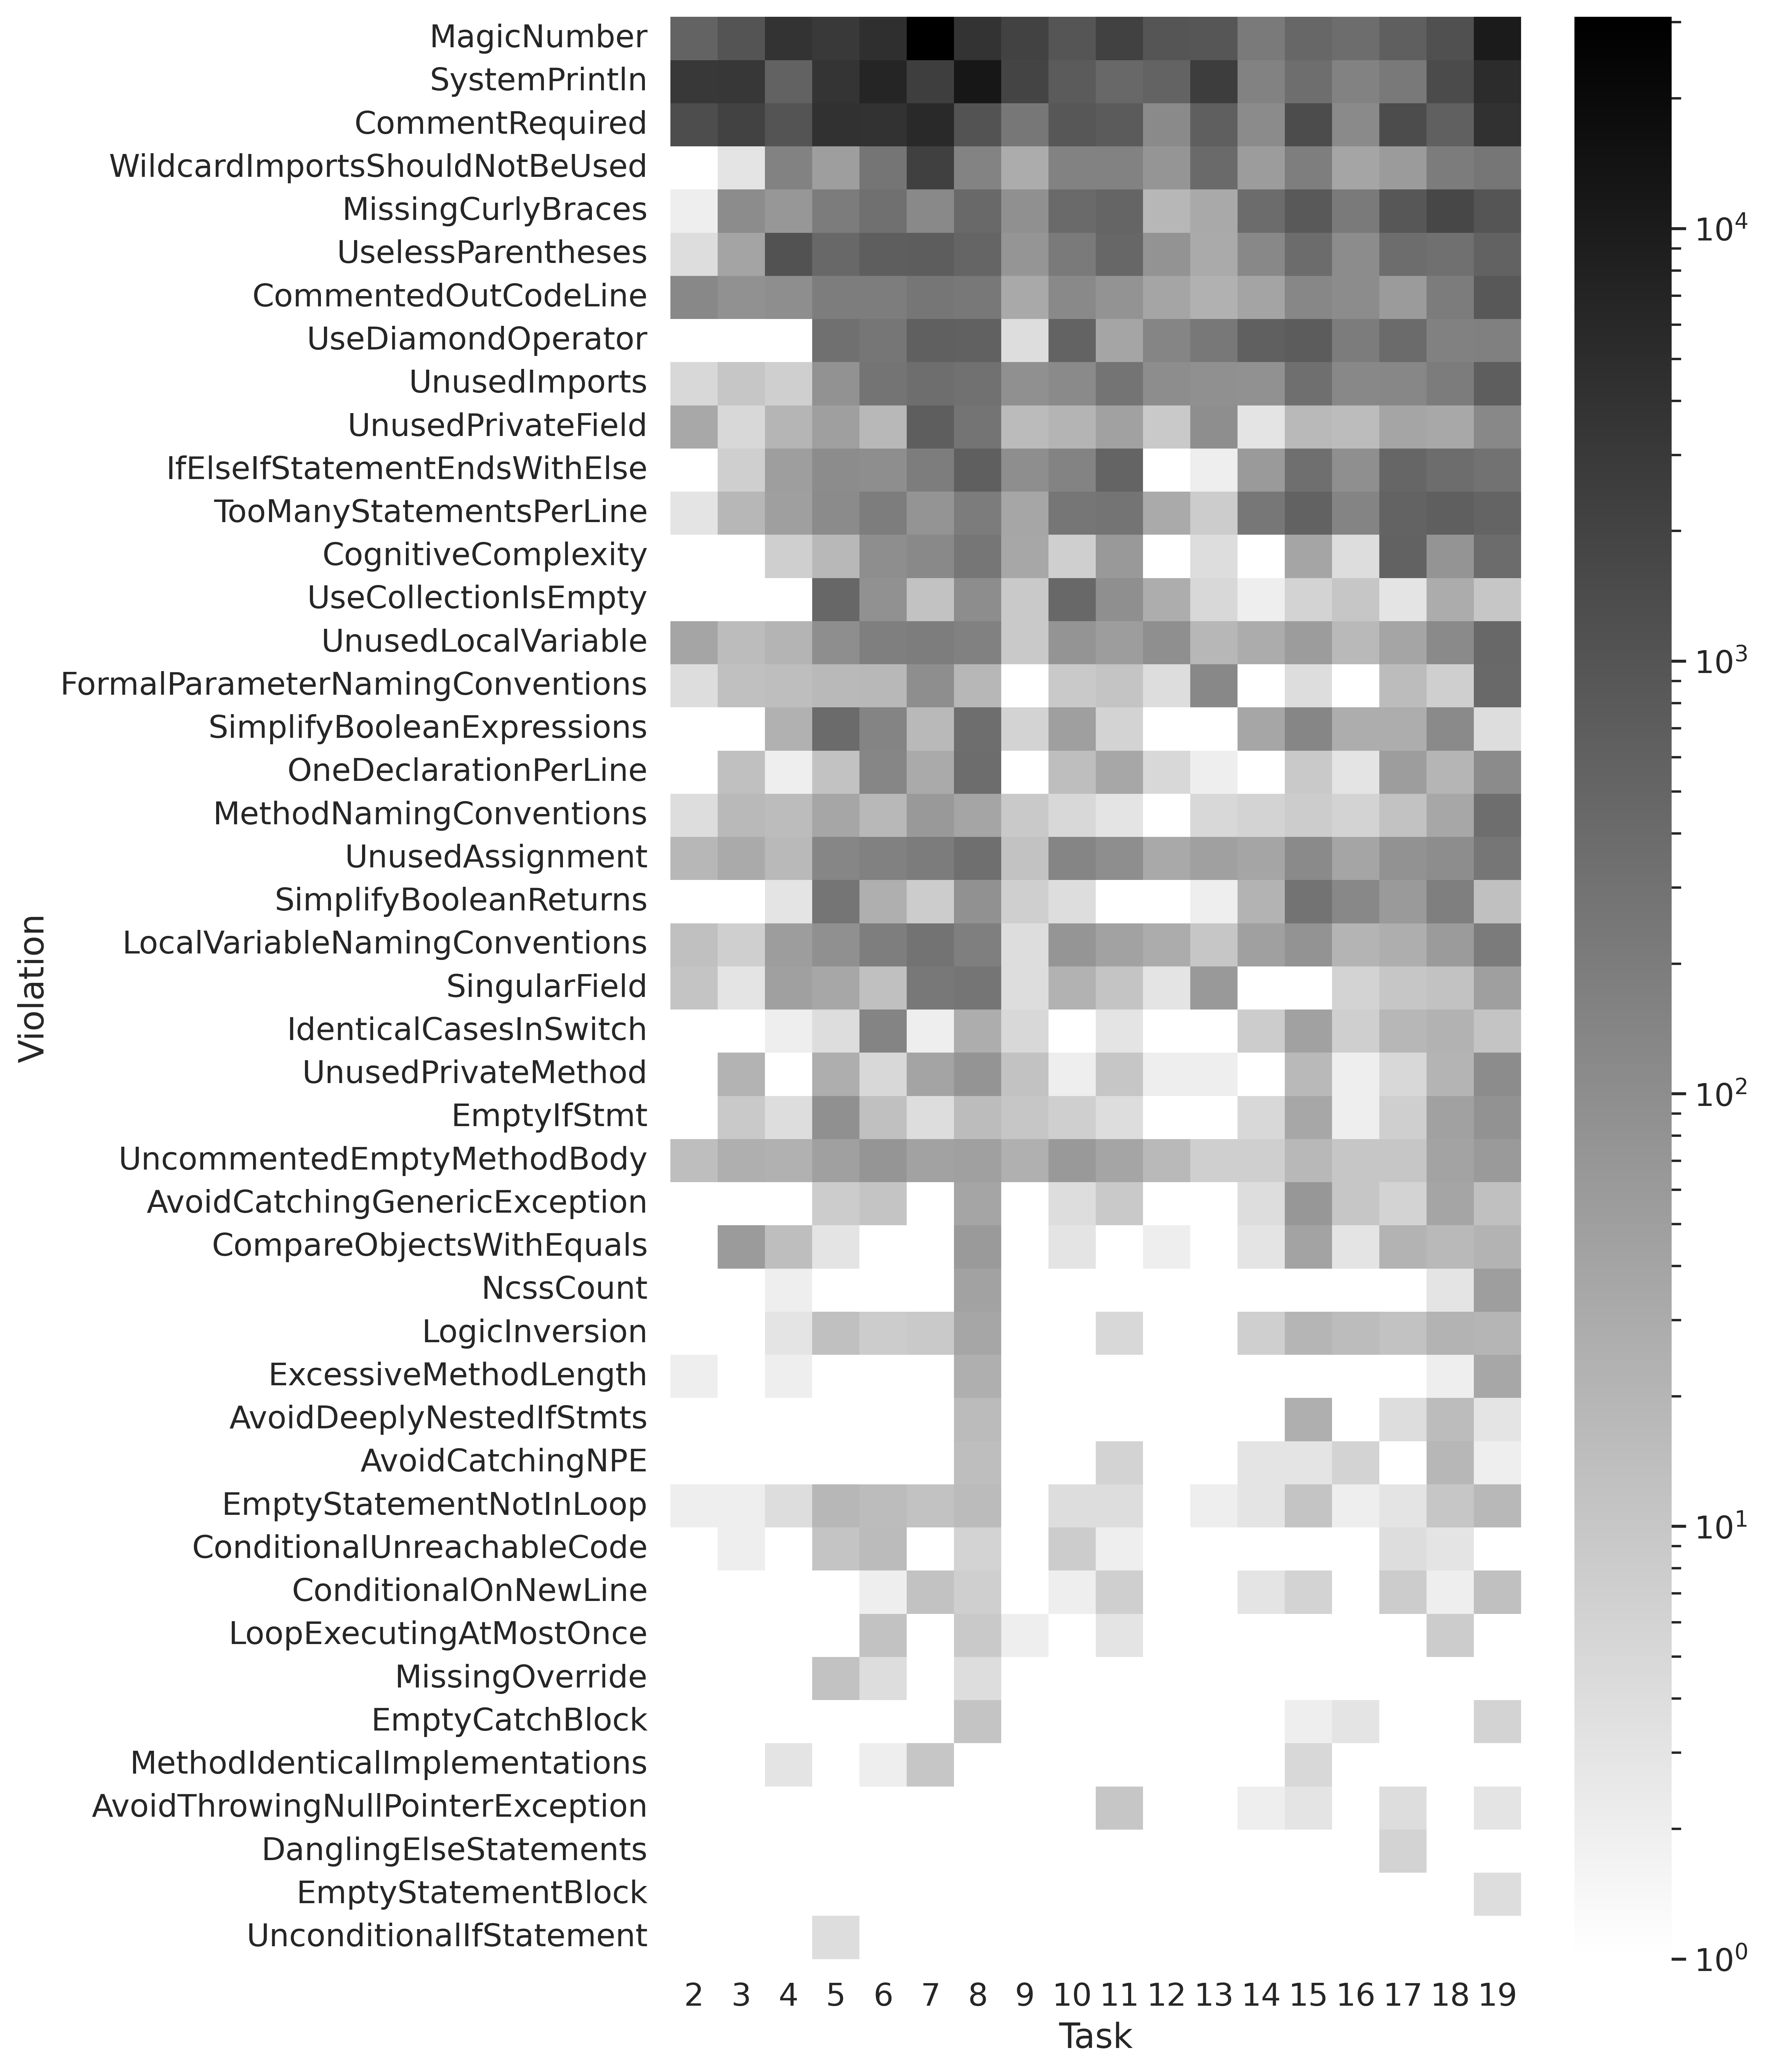 Violation
MagicNumber
SystemPrintln
CommentRequired
WildcardImportsShouldNotBeUsed
MissingCurlyBraces
UselessParentheses
CommentedOutCodeLine
UseDiamondOperator
UnusedImports
UnusedPrivateField
IfElseIfStatementEndsWithElse
TooManyStatementsPerLine
CognitiveComplexity
UseCollectionIsEmpty
UnusedLocalVariable
FormalParameterNamingConventions
SimplifyBooleanExpressions
OneDeclarationPerLine
MethodNamingConventions
UnusedAssignment
SimplifyBooleanReturns
LocalVariableNamingConventions
SingularField
IdenticalCasesInSwitch
UnusedPrivateMethod
EmptyIfStmt
UncommentedEmptyMethodBody
AvoidCatchingGenericException
CompareObjectsWithEquals
NcssCount
LogicInversion
ExcessiveMethodLength
AvoidDeeplyNestedIfStmts
AvoidCatchingNPE
EmptyStatementNotInLoop
ConditionalUnreachableCode
ConditionalOnNewLine
LoopExecutingAtMostOnce
MissingOverride
EmptyCatchBlock
MethodIdenticalImplementations
AvoidThrowingNullPointerException
DanglingElseStatements
EmptyStatementBlock
UnconditionalIfStatement
2 3 4 5 6 7 8 9 10 11 12 13 14 15 16 17 18 19
Task
10⁴
10³
10²
10¹
10⁰